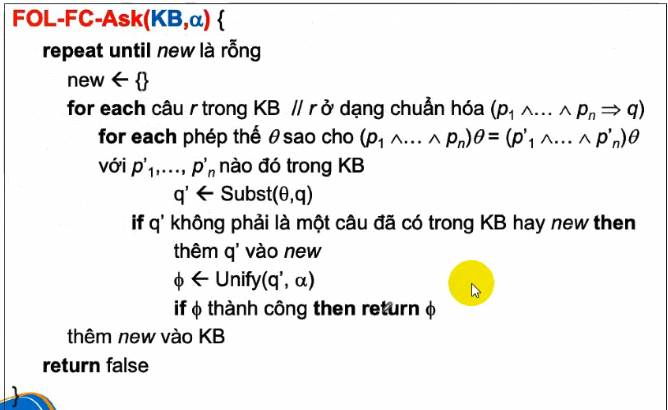 FOL-FC-Ask(KB,α) {
repeat until new là rỗng
new ← {}
for each câu r trong KB // r ở dạng chuẩn hóa (p₁ ∧… ∧ pₙ ⇒ q)
for each phép thế θ sao cho (p₁ ∧… ∧ pₙ)θ = (p'₁ ∧… ∧ p'ₙ)θ
với p'₁,…, p'ₙ nào đó trong KB
q' ← Subst(θ,q)
if q' không phải là một câu đã có trong KB hay new then
thêm q' vào new
ϕ ← Unify(q', α)
if ϕ thành công then return ϕ
thêm new vào KB
return false
}